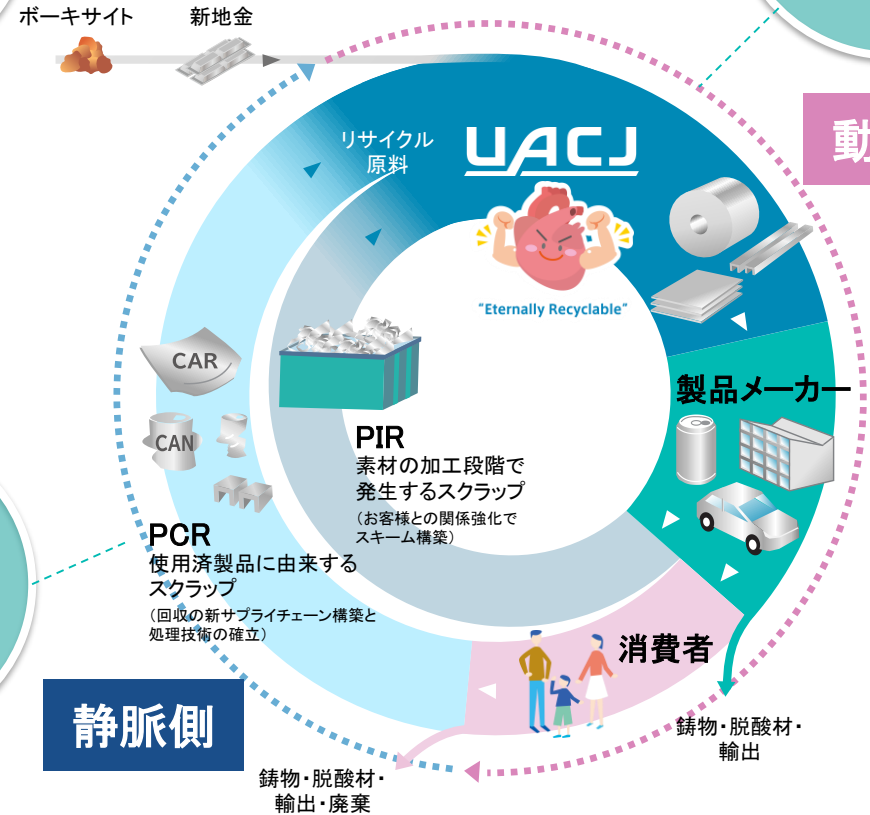 ボーキサイト
新地金
リサイクル
原料
UACJ
"Eternally Recyclable"
動
CAR
CAN
製品メーカー
PIR
素材の加工段階で
発生するスクラップ
（お客様との関係強化で
スキーム構築）
PCR
使用済製品に由来する
スクラップ
（回収の新サプライチェーン構築と
処理技術の確立）
消費者
静脈側
鋳物・脱酸材・
輸出
鋳物・脱酸材・
輸出・廃棄